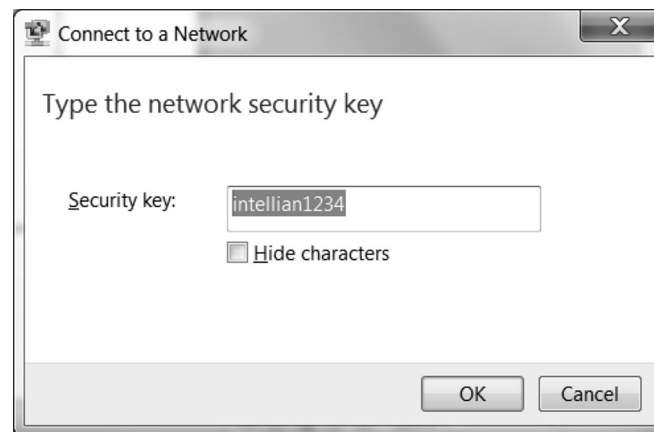 Connect to a Network
X
Type the network security key
Security key: intellian1234
Hide characters
OK Cancel